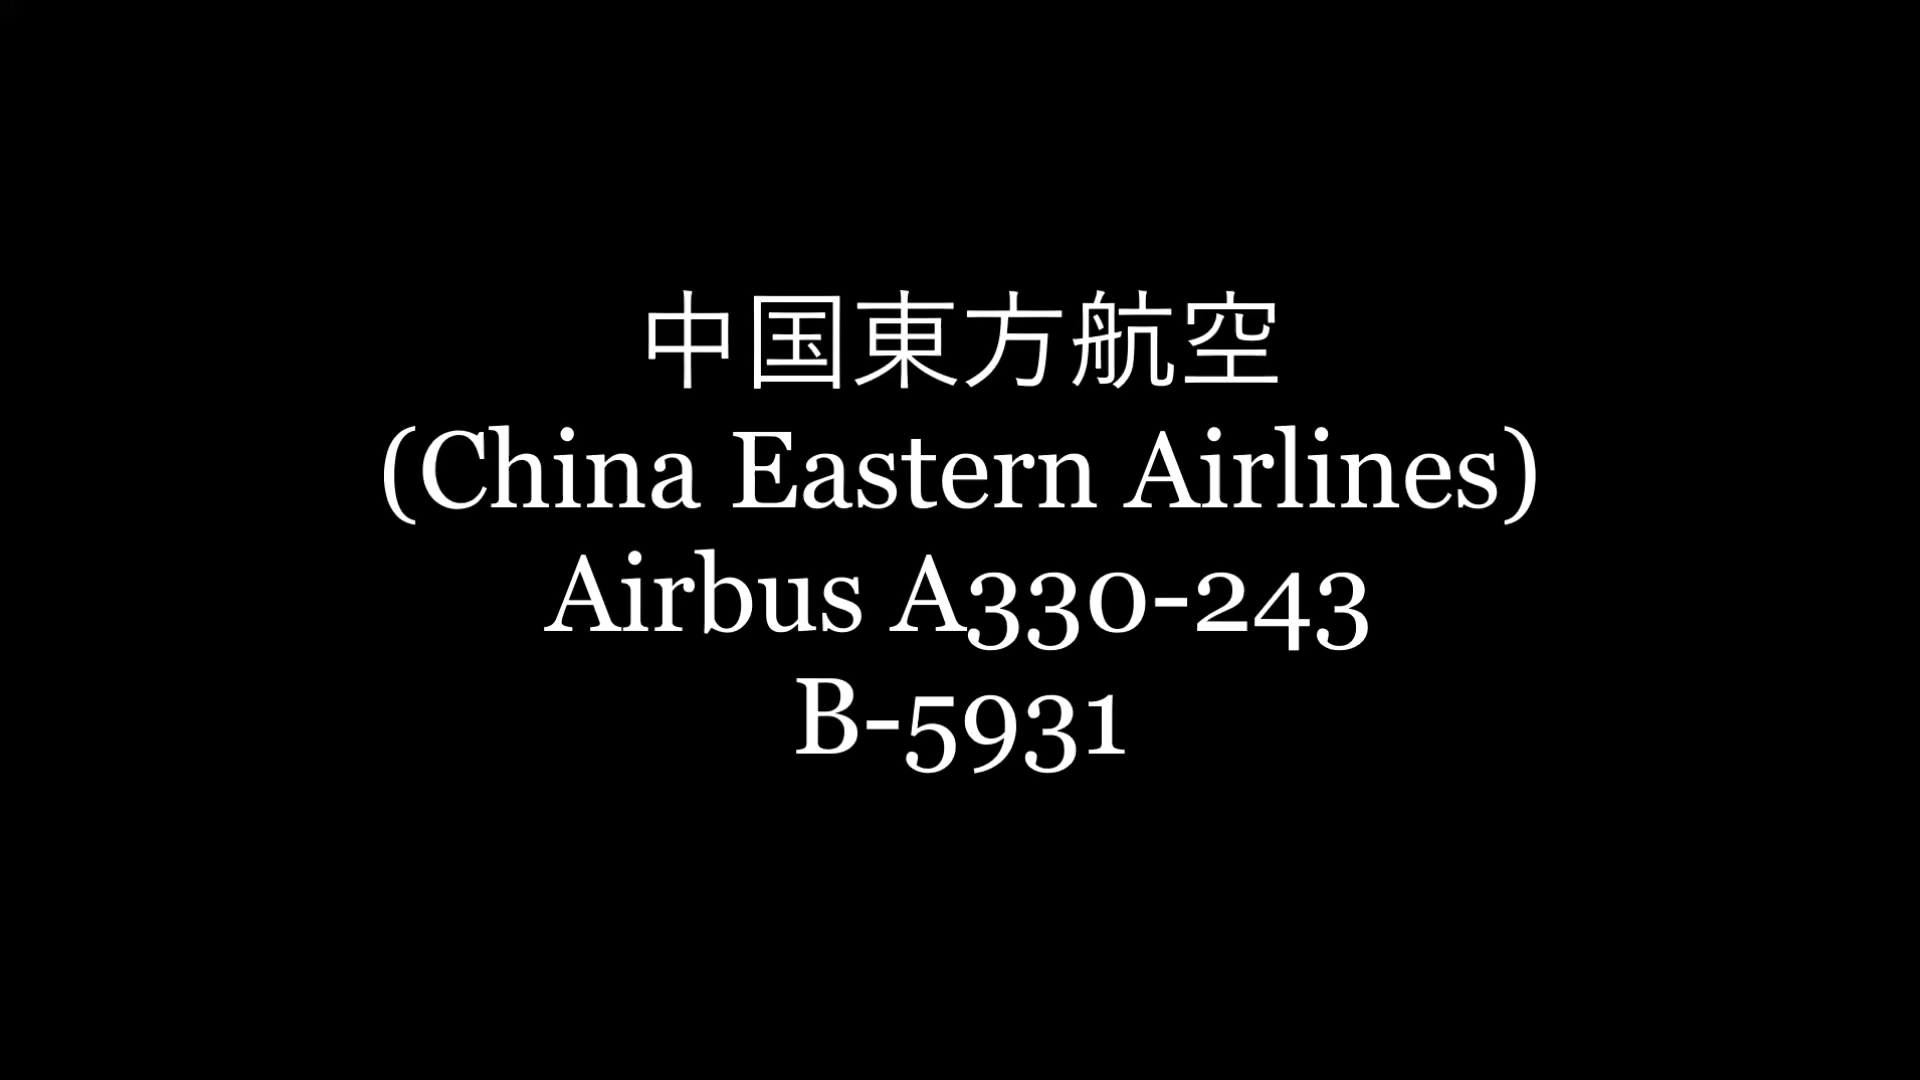 中国東方航空
(China Eastern Airlines)
Airbus A330-243
B-5931